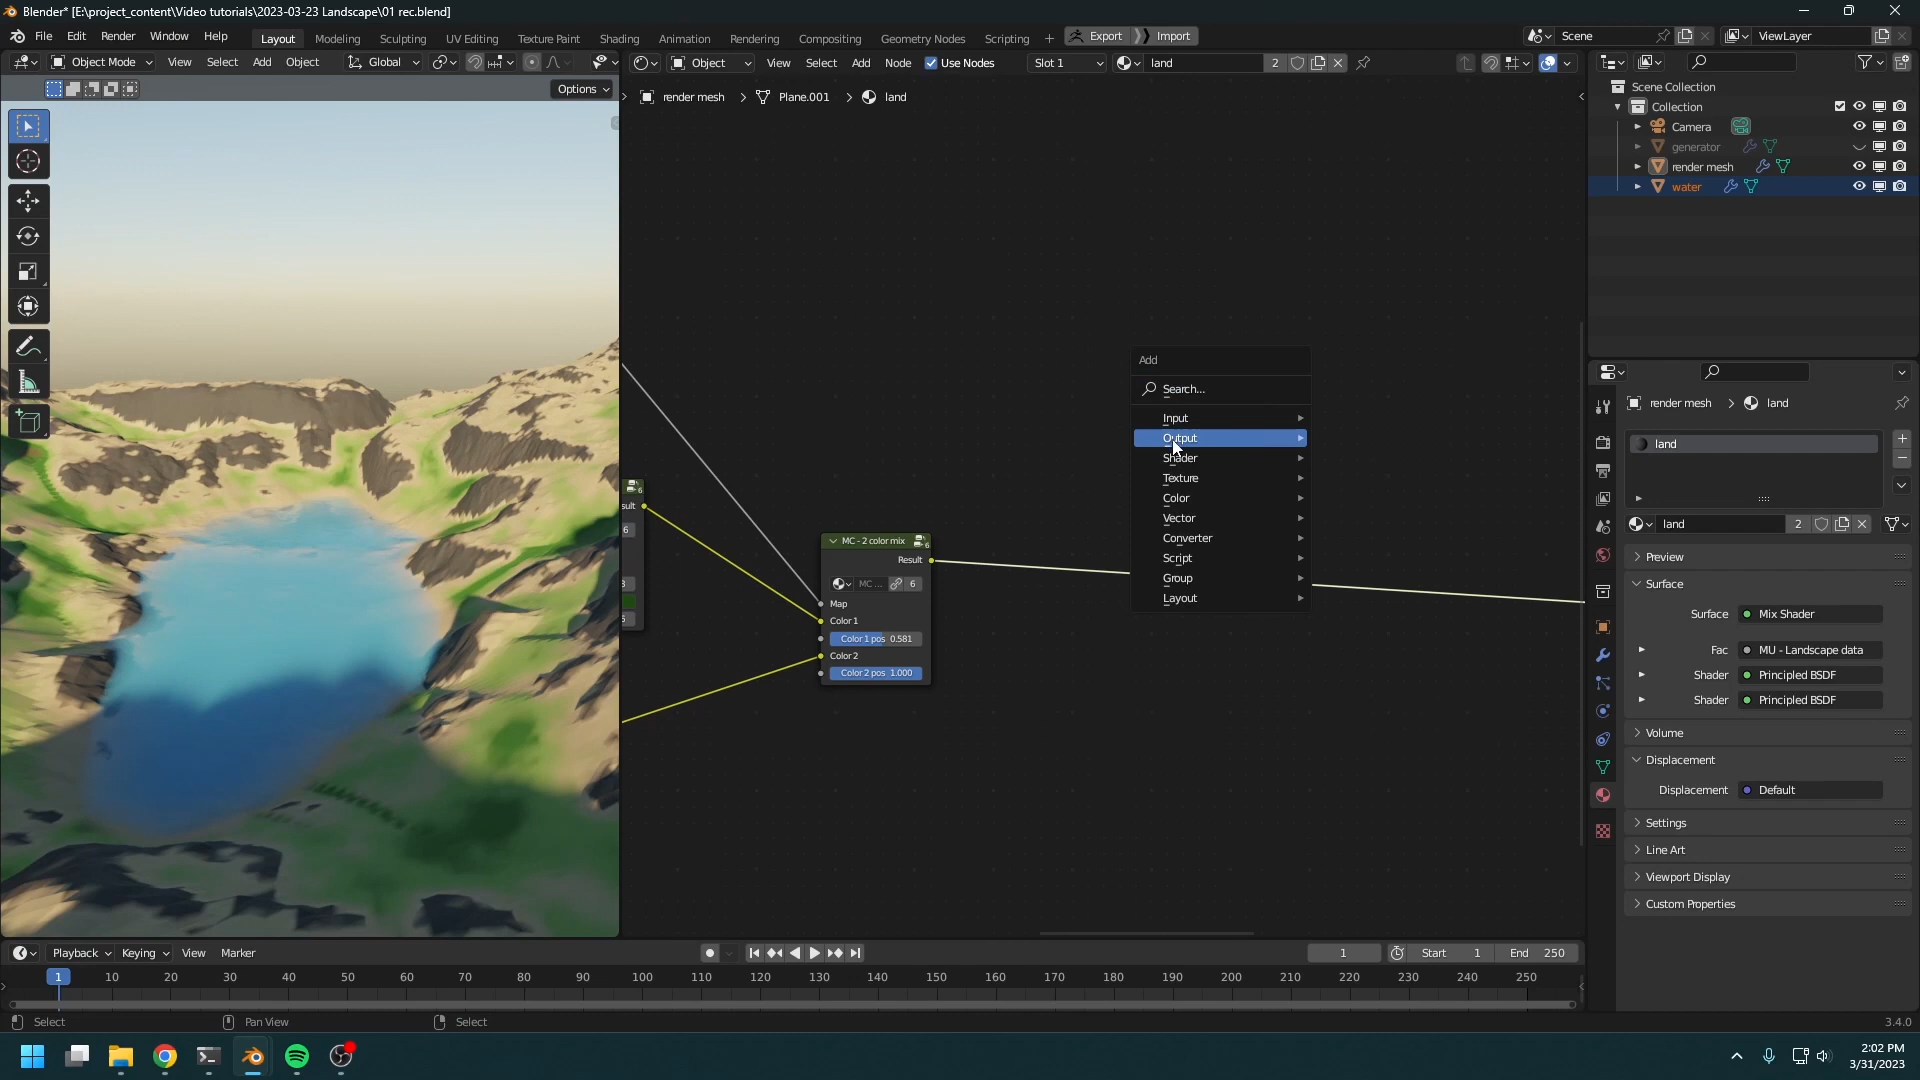 Blender* [E:\project_content\Video tutorials\2023-03-23 Landscape\01 rec.blend]
File Edit Render Window Help Layout Modeling Sculpting UV Editing Texture Paint Shading Animation Rendering Compositing Geometry Nodes Scripting + Export Import Scene ViewLayer
Object Mode View Select Add Object Global Object View Select Add Node Use Nodes Slot 1 land 2
Options
render mesh > Plane.001 > land
Scene Collection
Collection
Camera
generator
render mesh
water
Add
Search...
Input
Output
Shader
Texture
Color
Vector
Converter
Script
Group
Layout
6
sult
6
MC - 2 color mix 6
Result
MC ... 6
Map
Color 1
Color 1 pos 0.581
Color 2
Color 2 pos 1.000
render mesh > land
land
land 2
Preview
Surface
Surface Mix Shader
Fac MU - Landscape data
Shader Principled BSDF
Shader Principled BSDF
Volume
Displacement
Displacement Default
Settings
Line Art
Viewport Display
Custom Properties
Playback Keying View Marker 1 Start 1 End 250
1 10 20 30 40 50 60 70 80 90 100 110 120 130 140 150 160 170 180 190 200 210 220 230 240 250
Select Pan View Select 3.4.0
2:02 PM
3/31/2023